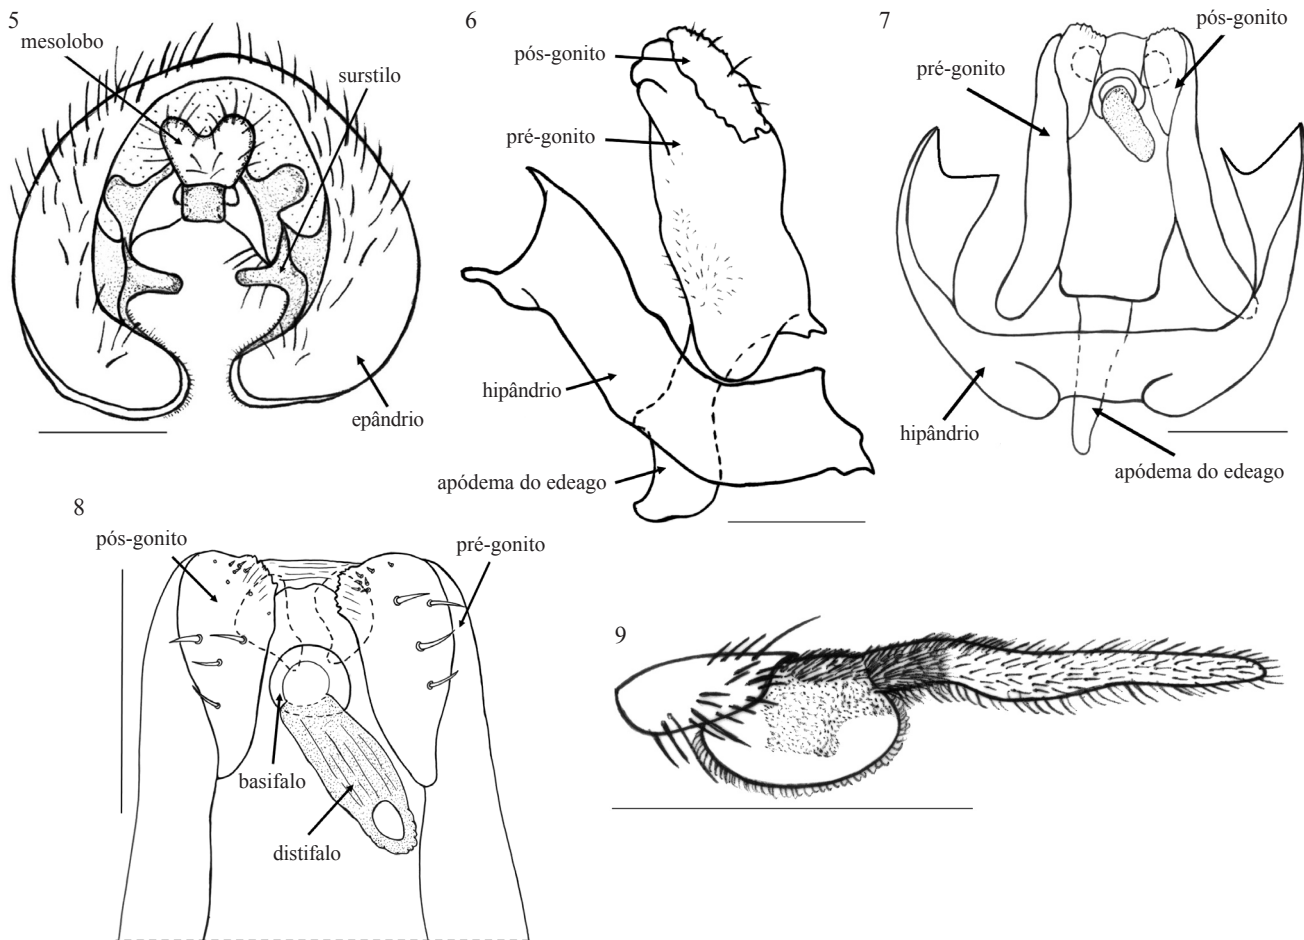 5
mesolobo
surstilo
epândrio
6
pós-gonito
pré-gonito
hipândrio
apódema do edeago
7
pós-gonito
pré-gonito
hipândrio
apódema do edeago
8
pós-gonito
pré-gonito
basifalo
distifalo
9